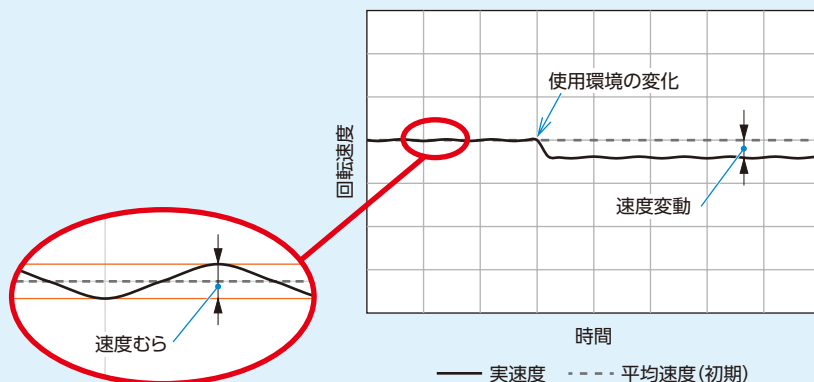 使用環境の変化
回転速度
速度変動
速度むら
時間
実速度
平均速度(初期)